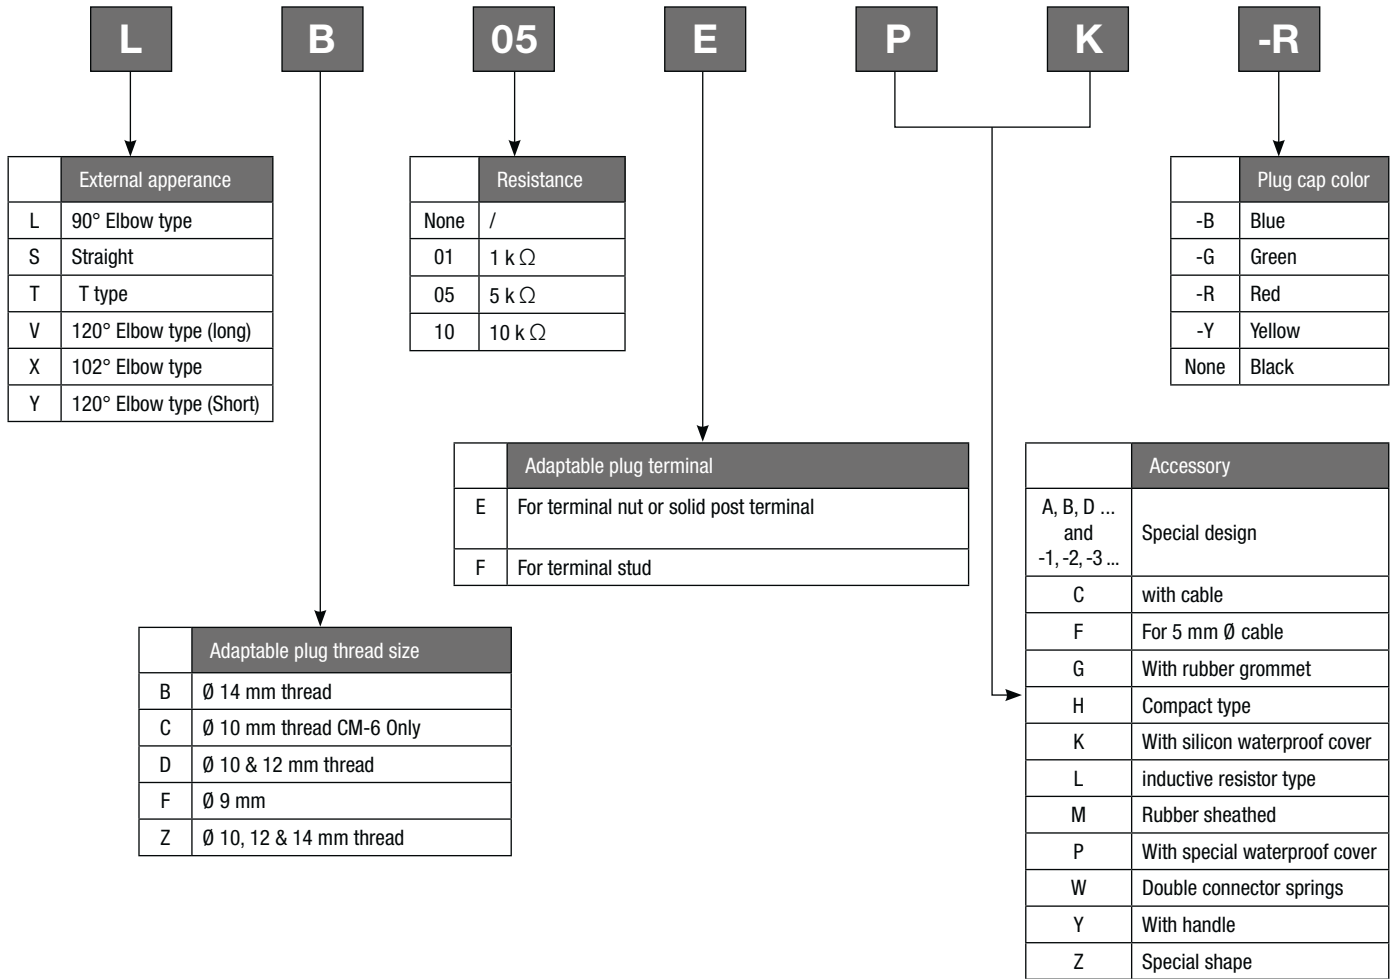 L B 05 E P K -R
External apperance
L 90° Elbow type
S Straight
T T type
V 120° Elbow type (long)
X 102° Elbow type
Y 120° Elbow type (Short)
Resistance
None /
01 1 k Ω
05 5 k Ω
10 10 k Ω
Plug cap color
-B Blue
-G Green
-R Red
-Y Yellow
None Black
Adaptable plug terminal
E For terminal nut or solid post terminal
F For terminal stud
Adaptable plug thread size
B Ø 14 mm thread
C Ø 10 mm thread CM-6 Only
D Ø 10 & 12 mm thread
F Ø 9 mm
Z Ø 10, 12 & 14 mm thread
Accessory
A, B, D ...
and
-1, -2, -3 ...
Special design
C with cable
F For 5 mm Ø cable
G With rubber grommet
H Compact type
K With silicon waterproof cover
L inductive resistor type
M Rubber sheathed
P With special waterproof cover
W Double connector springs
Y With handle
Z Special shape